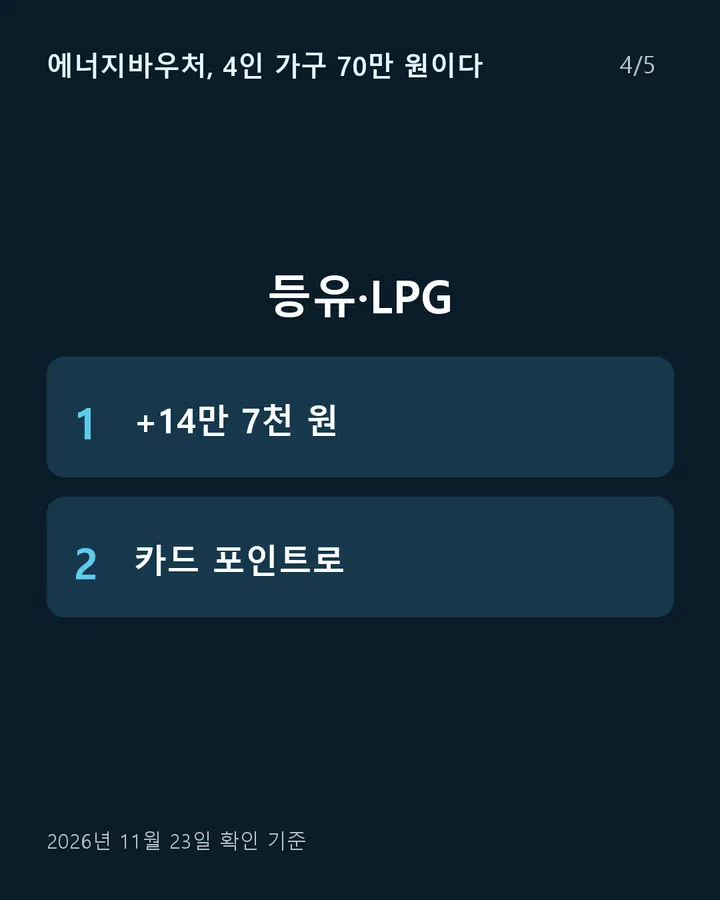 에너지바우처, 4인 가구 70만 원이다
4/5
등유·LPG
1 +14만 7천 원
2 카드 포인트로
2026년 11월 23일 확인 기준